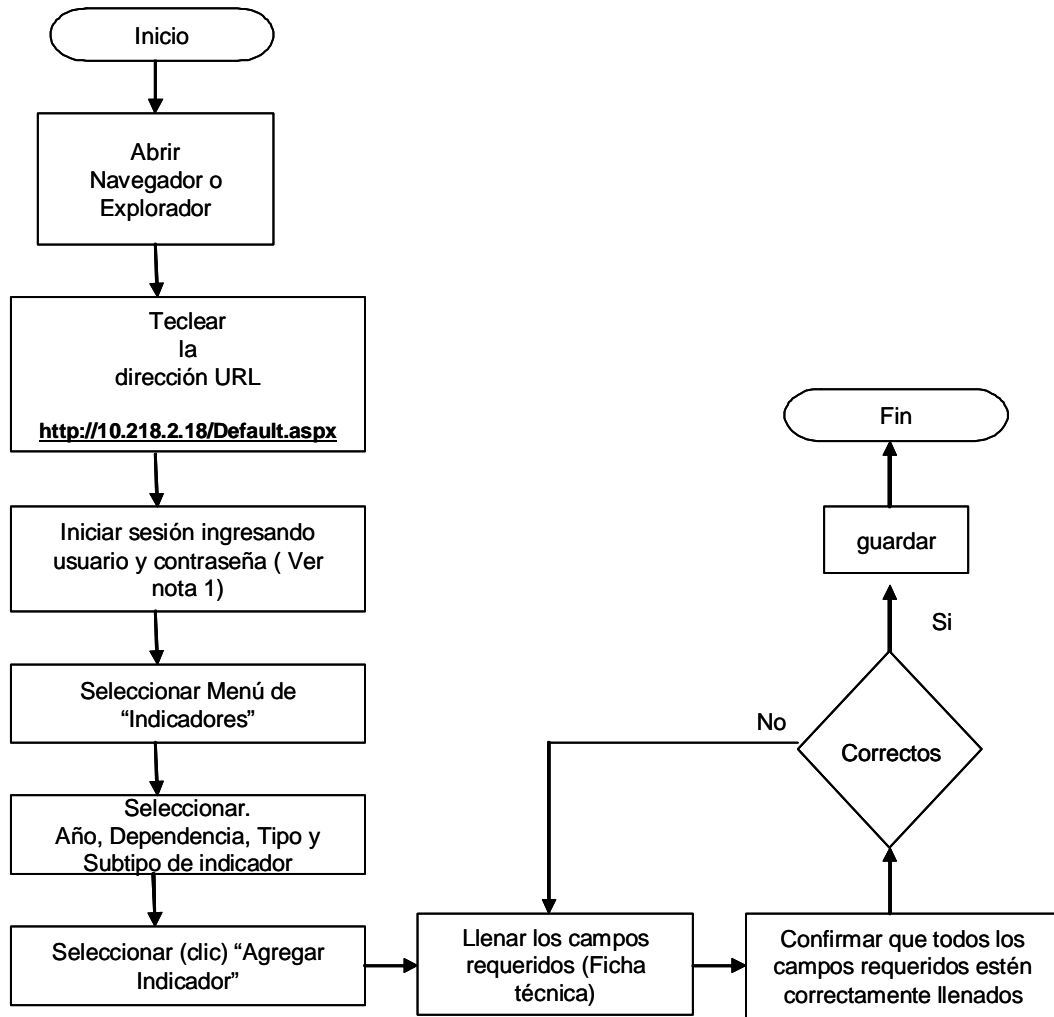 Inicio
Abrir
Navegador o
Explorador
Teclear
la
dirección URL
http://10.218.2.18/Default.aspx
Iniciar sesión ingresando
usuario y contraseña ( Ver
nota 1)
Seleccionar Menú de
“Indicadores”
Seleccionar.
Año, Dependencia, Tipo y
Subtipo de indicador
Seleccionar (clic) “Agregar
Indicador”
Llenar los campos
requeridos (Ficha
técnica)
Confirmar que todos los
campos requeridos estén
correctamente llenados
Correctos
No
Si
guardar
Fin